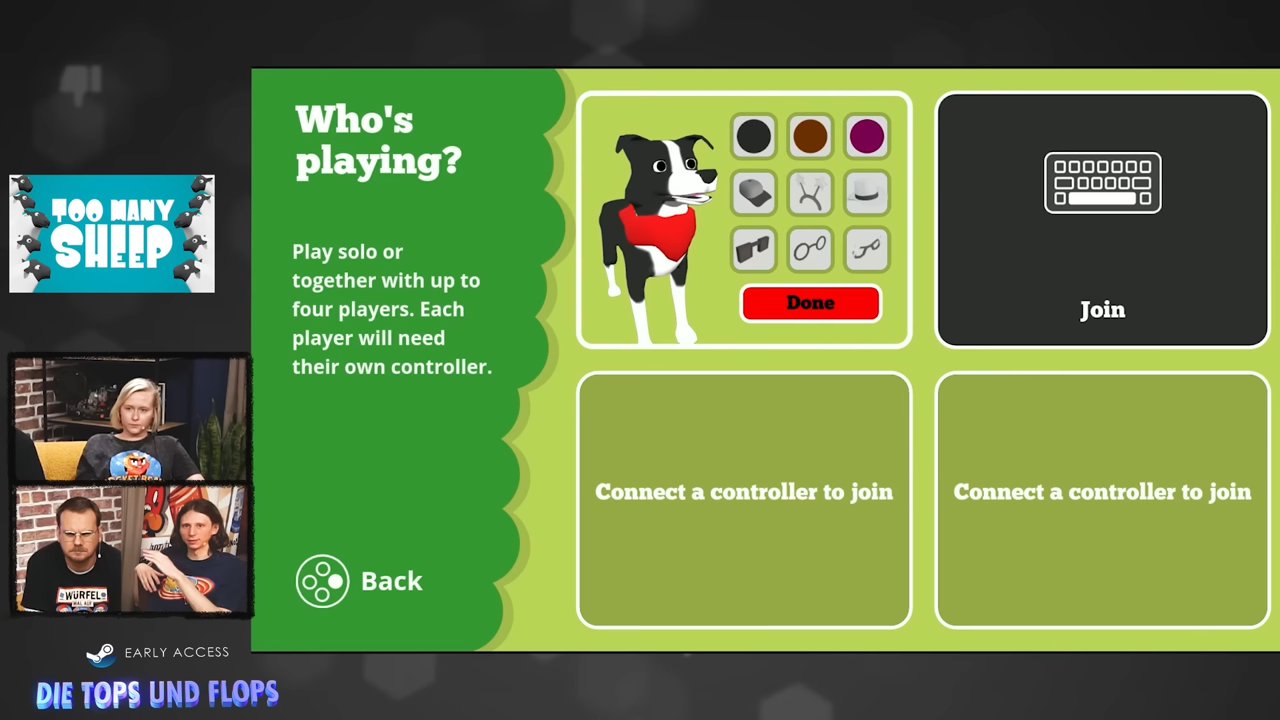 TOO MANY
SHEEP
Who's
playing?
Play solo or
together with up to
four players. Each
player will need
their own controller.
Back
Done
Join
Connect a controller to join
Connect a controller to join
WÜRFEL
EARLY ACCESS
DIE TOPS UND FLOPS